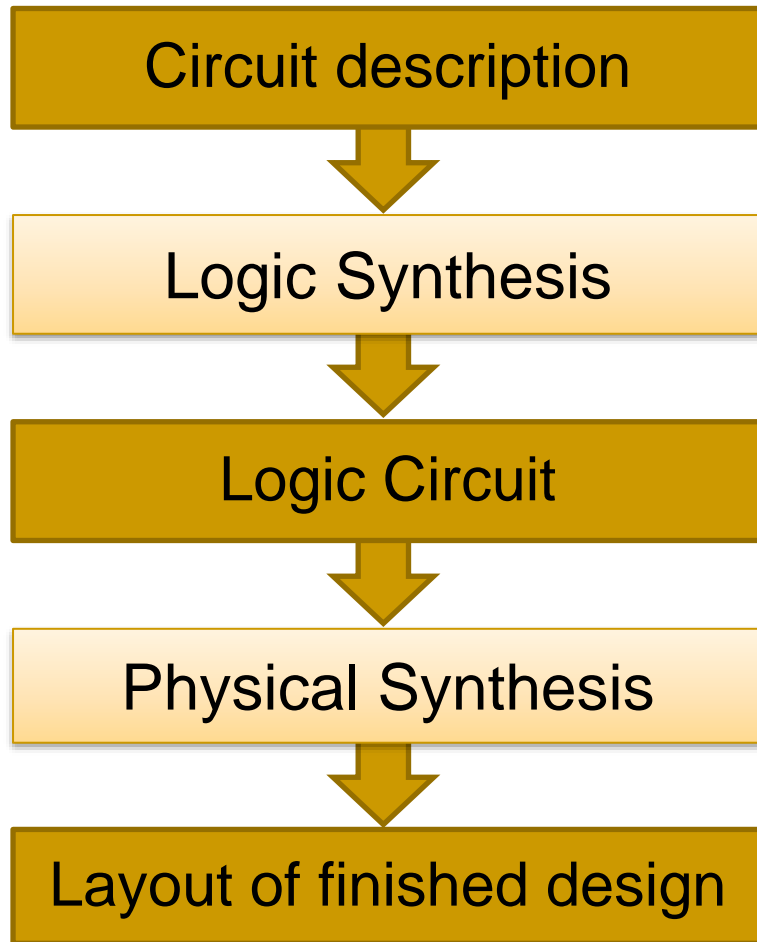 Circuit description
Logic Synthesis
Logic Circuit
Physical Synthesis
Layout of finished design